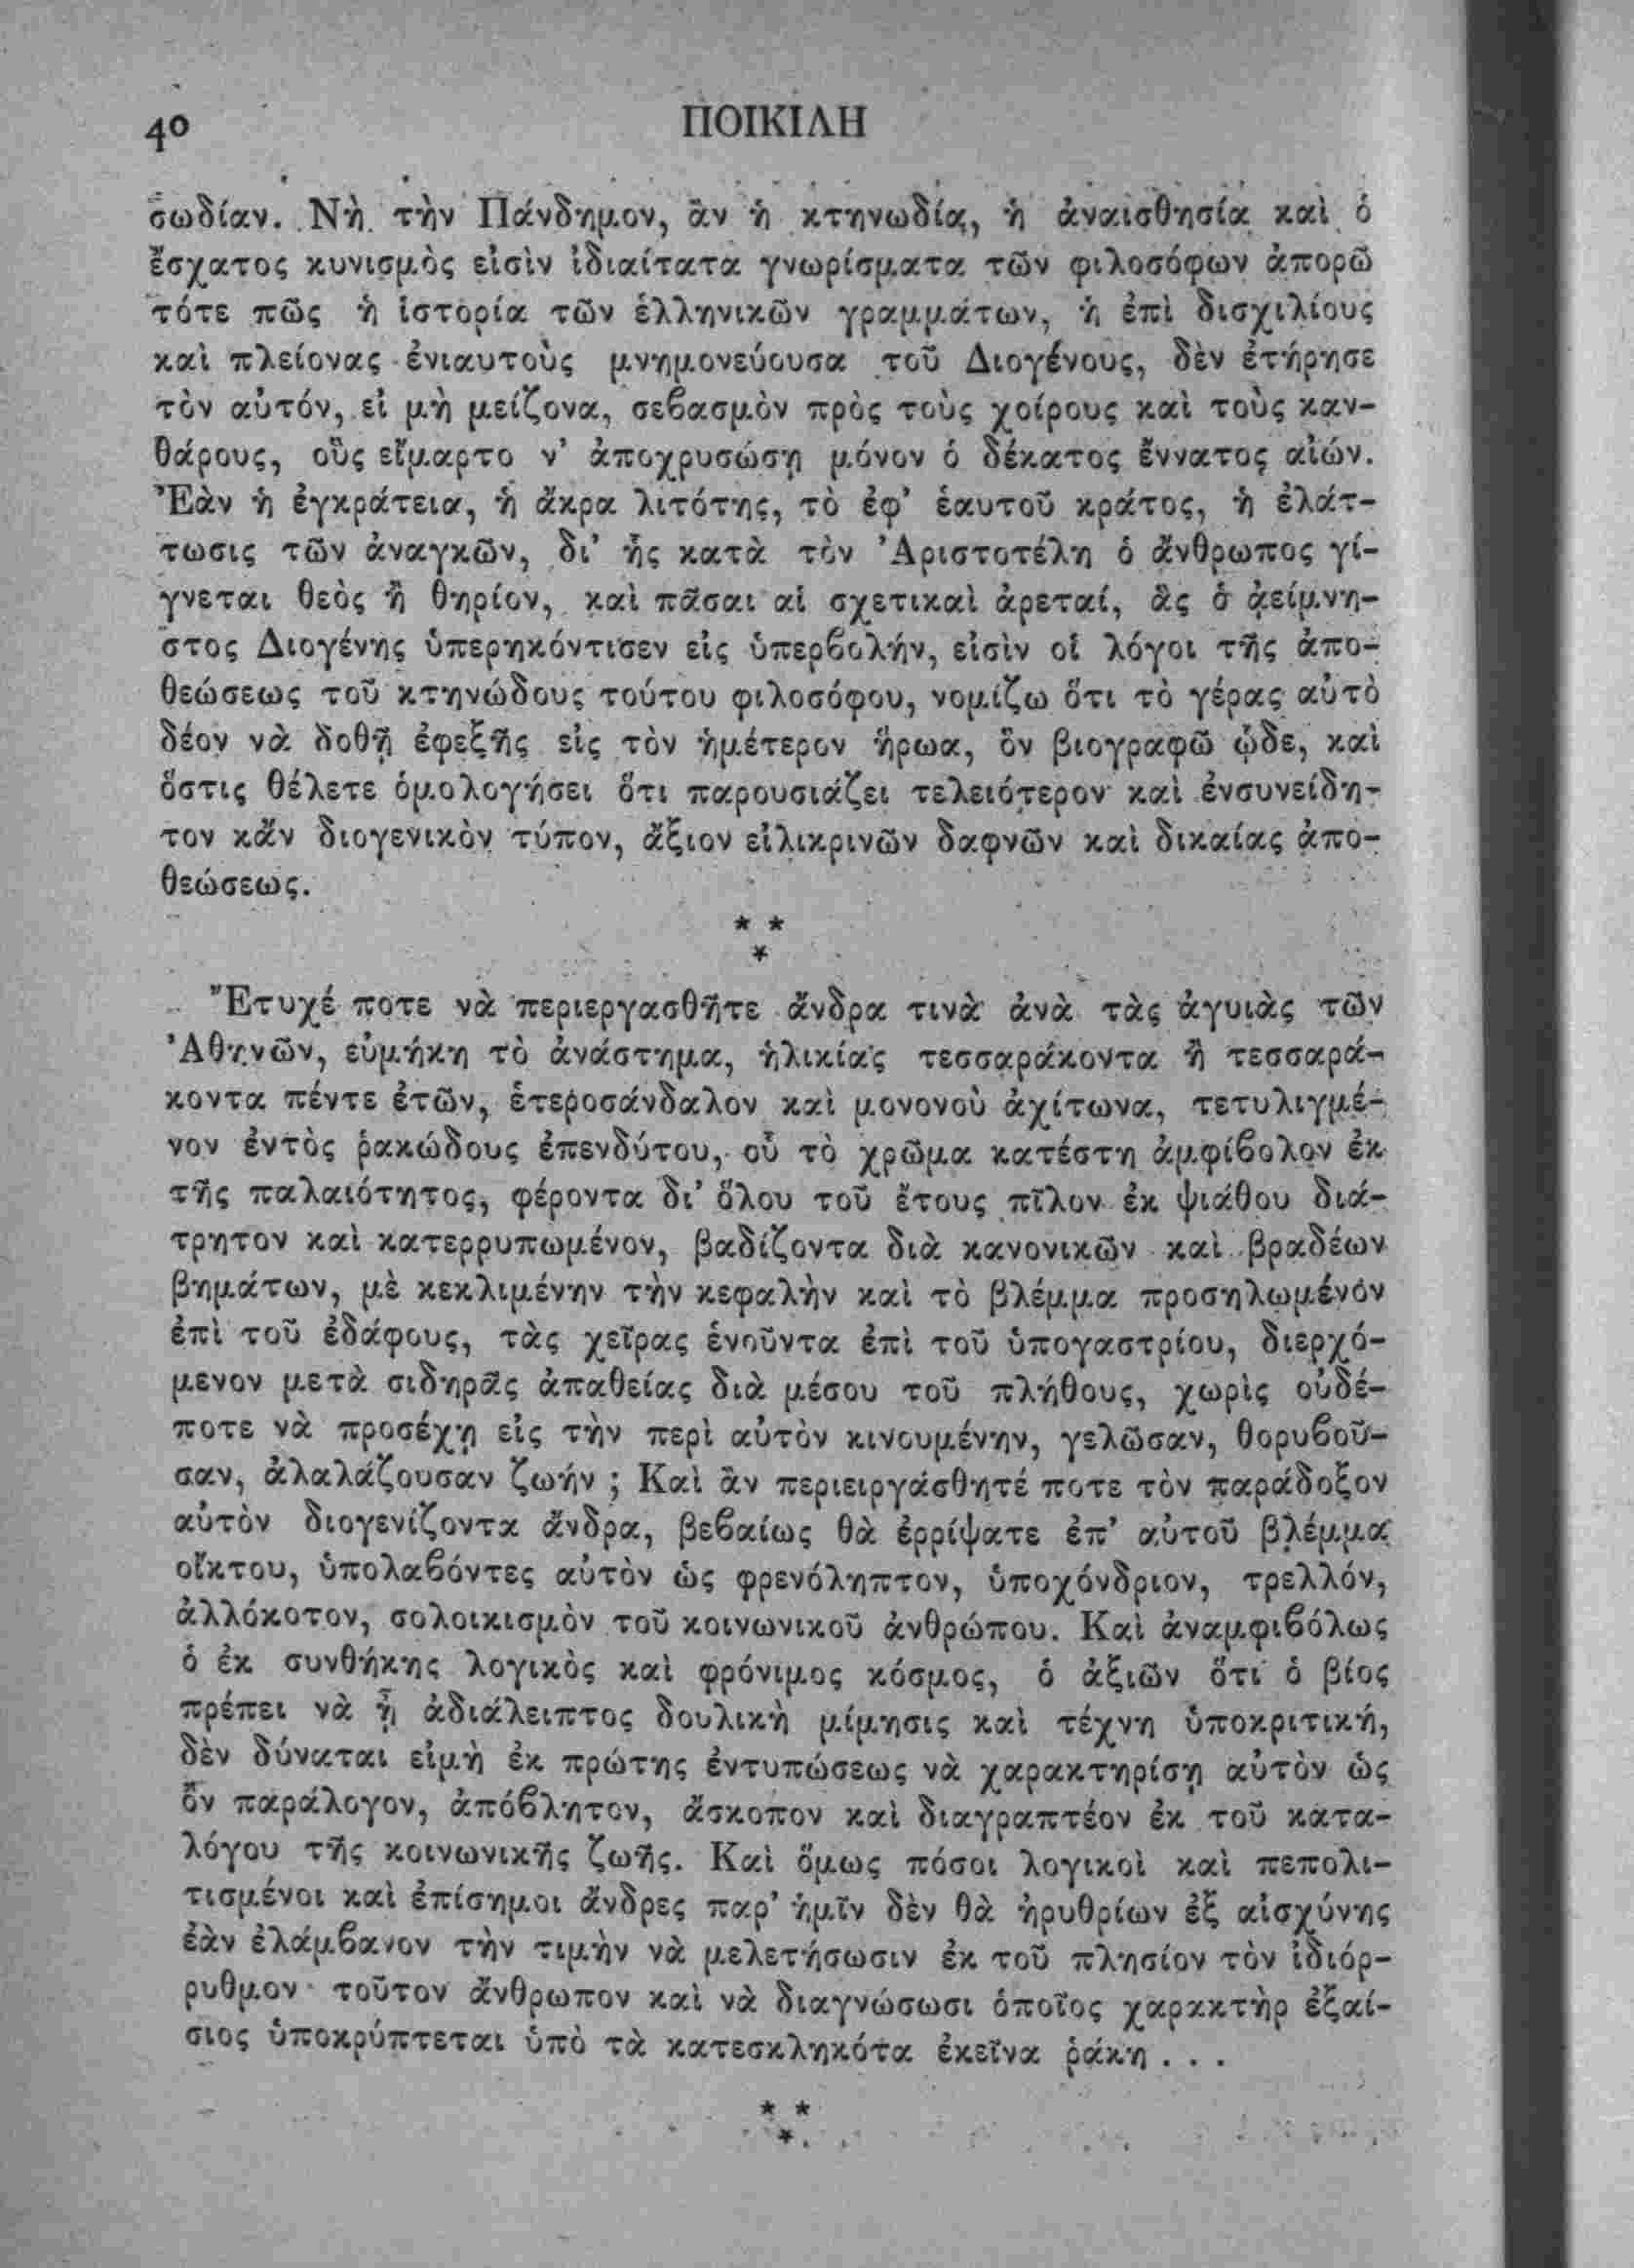 40
ΠΟΙΚΙΛΗ
σωδίαν. Νὴ τὴν Πάνδημον, ἂν ἡ κτηνωδία, ἡ ἀναισθησία καὶ ὁ
ἔσχατος κυνισμὸς εἰσὶν ἰδιαίτατα γνωρίσματα τῶν φιλοσόφων ἀπορῶ
τότε πῶς ἡ ἱστορία τῶν ἑλληνικῶν γραμμάτων, ἡ ἐπὶ δισχιλίους
καὶ πλείονας ἐνιαυτοὺς μνημονεύουσα τοῦ Διογένους, δὲν ἐτήρησε
τὸν αὐτόν, εἰ μὴ μείζονα, σεβασμὸν πρὸς τοὺς χοίρους καὶ τοὺς καν-
θάρους, οὓς εἵμαρτο ν' ἀποχρυσώσῃ μόνον ὁ δέκατος ἔννατος αἰών.
Ἐὰν ἡ ἐγκράτεια, ἡ ἄκρα λιτότης, τὸ ἐφ' ἑαυτοῦ κράτος, ἡ ἐλάτ-
τωσις τῶν ἀναγκῶν, δι' ἧς κατὰ τὸν Ἀριστοτέλη ὁ ἄνθρωπος γί-
γνεται θεὸς ἢ θηρίον, καὶ πᾶσαι αἱ σχετικαὶ ἀρεταί, ἃς ὁ ἀείμνη-
στος Διογένης ὑπερηκόντισεν εἰς ὑπερβολήν, εἰσὶν οἱ λόγοι τῆς ἀπο-
θεώσεως τοῦ κτηνώδους τούτου φιλοσόφου, νομίζω ὅτι τὸ γέρας αὐτὸ
δέον νὰ δοθῇ ἐφεξῆς εἰς τὸν ἡμέτερον ἥρωα, ὃν βιογραφῶ ᾧδε, καὶ
ὅστις θέλετε ὁμολογήσει ὅτι παρουσιάζει τελειότερον καὶ ἐνσυνείδη-
τον κἄν διογενικὸν τύπον, ἄξιον εἰλικρινῶν δαφνῶν καὶ δικαίας ἀπο-
θεώσεως.
* *
*
Ἔτυχέ ποτε νὰ περιεργασθῆτε ἄνδρα τινὰ ἀνὰ τὰς ἀγυιὰς τῶν
Ἀθηνῶν, εὐμήκη τὸ ἀνάστημα, ἡλικίας τεσσαράκοντα ἢ τεσσαρά-
κοντα πέντε ἐτῶν, ἑτεροσάνδαλον καὶ μονονοὺ ἀχίτωνα, τετυλιγμέ-
νον ἐντὸς ῥακώδους ἐπενδύτου, οὗ τὸ χρῶμα κατέστη ἀμφίβολον ἐκ
τῆς παλαιότητος, φέροντα δι' ὅλου τοῦ ἔτους πῖλον ἐκ ψιάθου διά-
τρητον καὶ κατερρυπωμένον, βαδίζοντα διὰ κανονικῶν καὶ βραδέων
βημάτων, μὲ κεκλιμένην τὴν κεφαλὴν καὶ τὸ βλέμμα προσηλωμένον
ἐπὶ τοῦ ἐδάφους, τὰς χεῖρας ἑνοῦντα ἐπὶ τοῦ ὑπογαστρίου, διερχό-
μενον μετὰ σιδηρᾶς ἀπαθείας διὰ μέσου τοῦ πλήθους, χωρὶς οὐδέ-
ποτε νὰ προσέχῃ εἰς τὴν περὶ αὐτὸν κινουμένην, γελῶσαν, θορυβοῦ-
σαν, ἀλαλάζουσαν ζωήν ; Καὶ ἂν περιειργάσθητέ ποτε τὸν παράδοξον
αὐτὸν διογενίζοντα ἄνδρα, βεβαίως θὰ ἐρρίψατε ἐπ' αὐτοῦ βλέμμα
οἴκτου, ὑπολαβόντες αὐτὸν ὡς φρενόληπτον, ὑποχόνδριον, τρελλόν,
ἀλλόκοτον, σολοικισμὸν τοῦ κοινωνικοῦ ἀνθρώπου. Καὶ ἀναμφιβόλως
ὁ ἐκ συνθήκης λογικὸς καὶ φρόνιμος κόσμος, ὁ ἀξιῶν ὅτι ὁ βίος
πρέπει νὰ ᾖ ἀδιάλειπτος δουλικὴ μίμησις καὶ τέχνη ὑποκριτική,
δὲν δύναται εἰμὴ ἐκ πρώτης ἐντυπώσεως νὰ χαρακτηρίσῃ αὐτὸν ὡς
ὂν παράλογον, ἀπόβλητον, ἄσκοπον καὶ διαγραπτέον ἐκ τοῦ κατα-
λόγου τῆς κοινωνικῆς ζωῆς. Καὶ ὅμως πόσοι λογικοὶ καὶ πεπολι-
τισμένοι καὶ ἐπίσημοι ἄνδρες παρ' ἡμῖν δὲν θὰ ἠρυθρίων ἐξ αἰσχύνης
ἐὰν ἐλάμβανον τὴν τιμὴν νὰ μελετήσωσιν ἐκ τοῦ πλησίον τὸν ἰδιόρ-
ρυθμον τοῦτον ἄνθρωπον καὶ νὰ διαγνώσωσι ὁποῖος χαρακτὴρ ἐξαί-
σιος ὑποκρύπτεται ὑπὸ τὰ κατεσκληκότα ἐκεῖνα ῥάκη . . .
* *
*